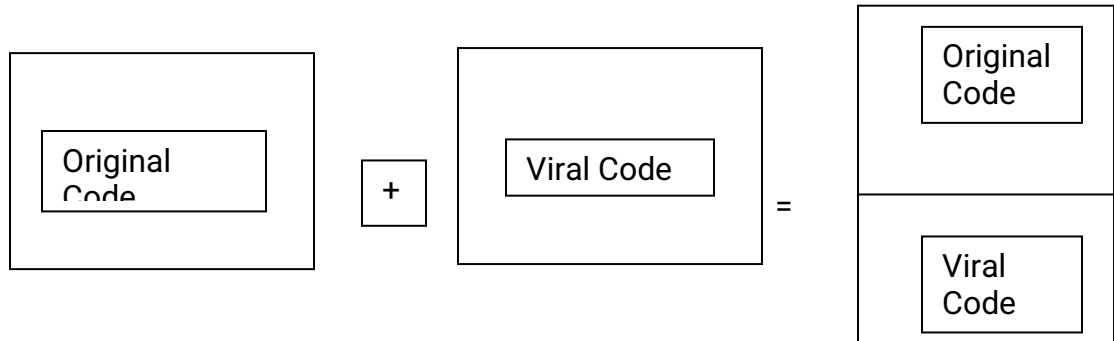 Original
Code
+
Viral Code
=
Original
Code
Viral
Code